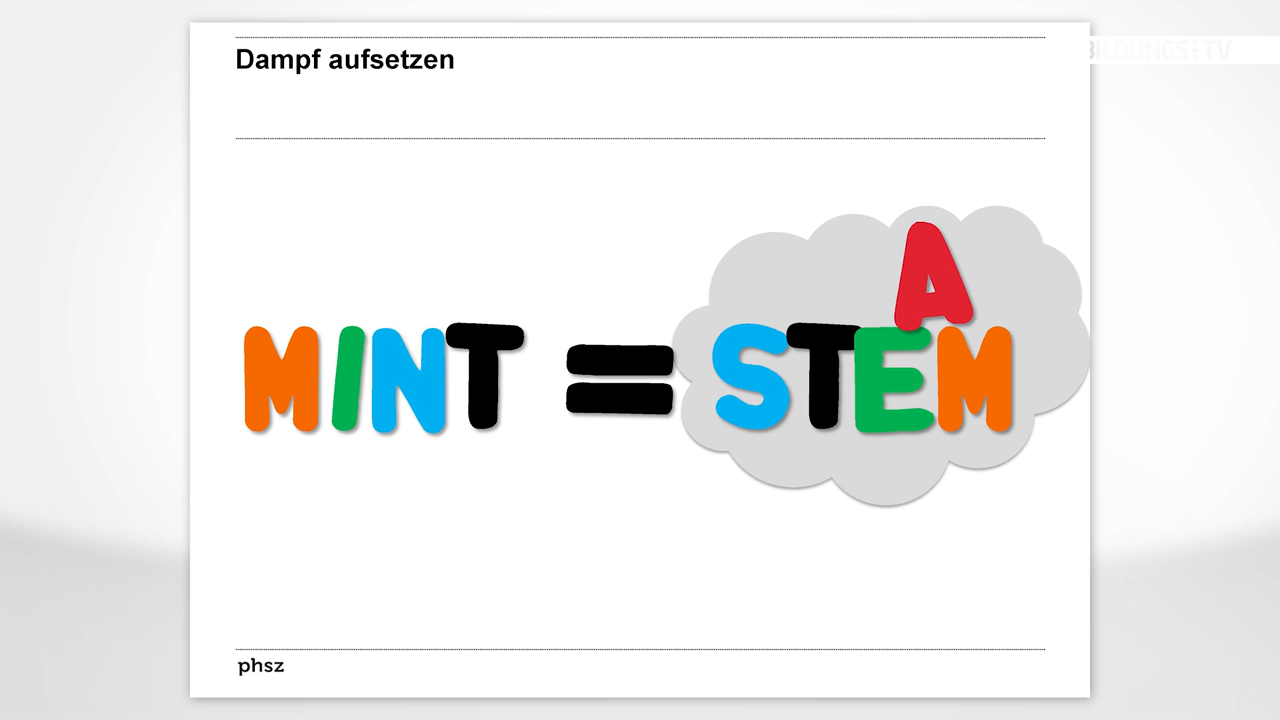 Dampf aufsetzen
BILDUNGS TV
A
MINT = STEM
phsz